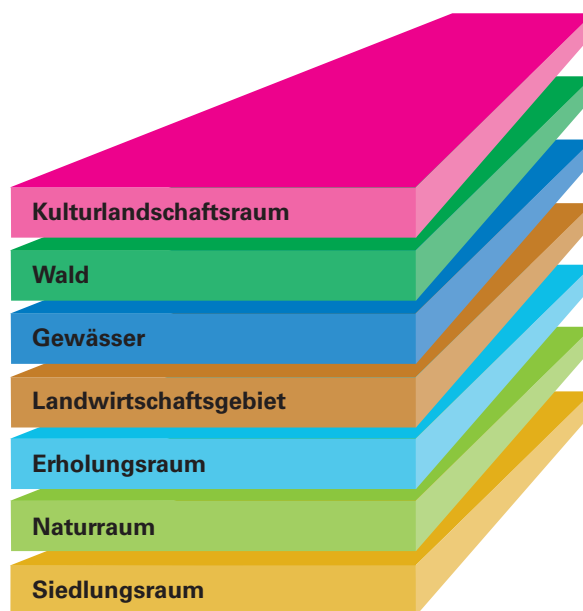 Kulturlandschaftsraum
Wald
Gewässer
Landwirtschaftsgebiet
Erholungsraum
Naturraum
Siedlungsraum